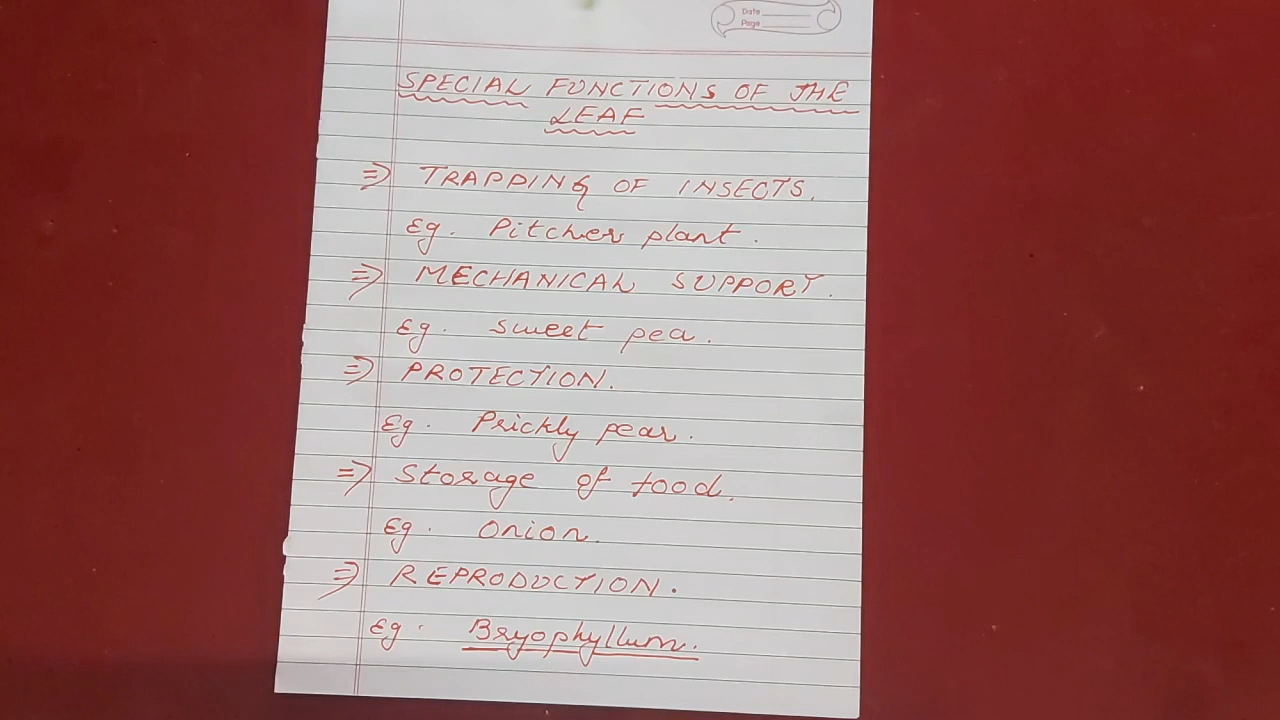 Date
Page
SPECIAL FUNCTIONS OF THE
LEAF
⇒ TRAPPING OF INSECTS.
Eg. Pitcher plant.
⇒ MECHANICAL SUPPORT.
Eg. sweet pea.
⇒ PROTECTION.
Eg. Prickly pear.
⇒ Storage of food.
Eg. Onion.
⇒ REPRODUCTION.
Eg. Bryophyllum.